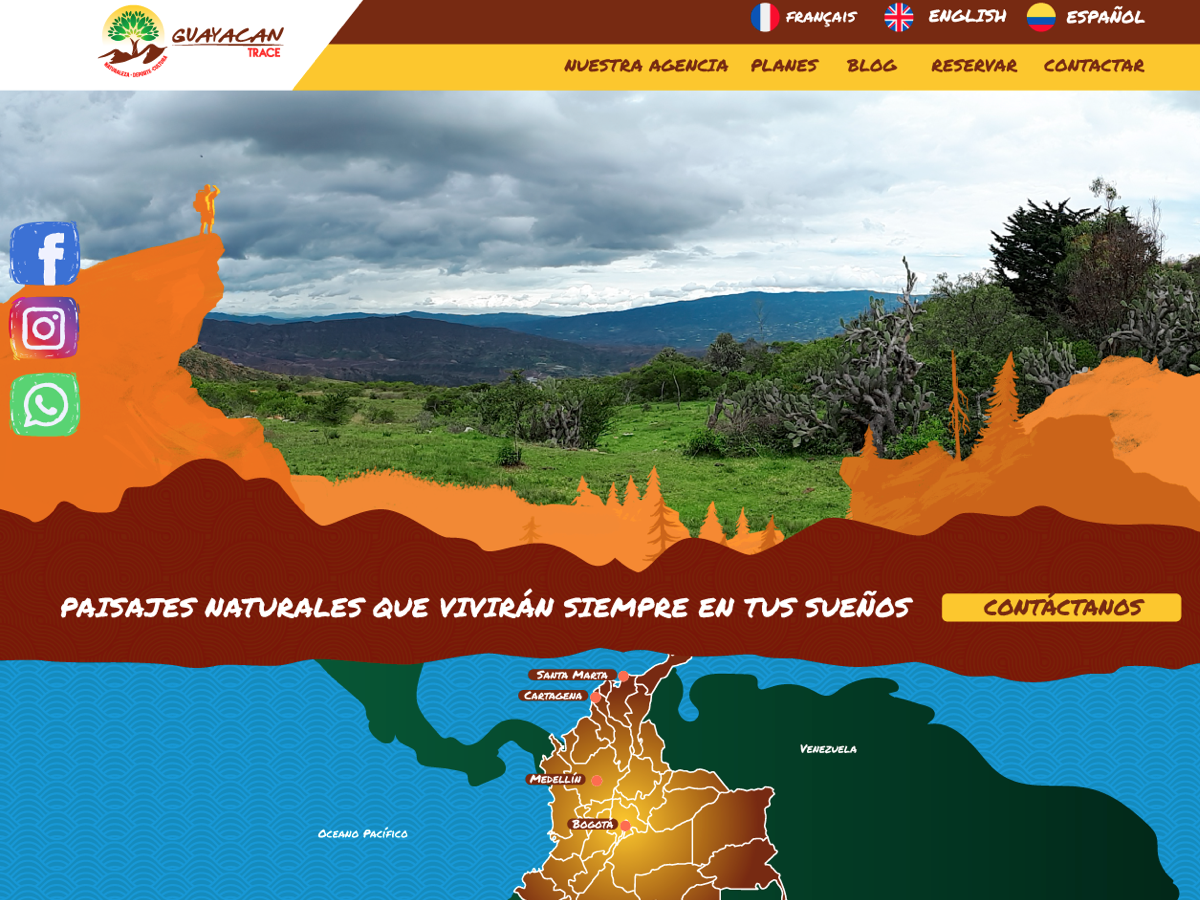 GUAYACAN
TRACE
NATURALEZA - DEPORTE - CULTURA
FRANÇAIS
ENGLISH
ESPAÑOL
NUESTRA AGENCIA
PLANES
BLOG
RESERVAR
CONTACTAR
PAISAJES NATURALES QUE VIVIRÁN SIEMPRE EN TUS SUEÑOS
CONTÁCTANOS
Santa Marta
Cartagena
Venezuela
Medellín
Bogotá
Oceano Pacífico